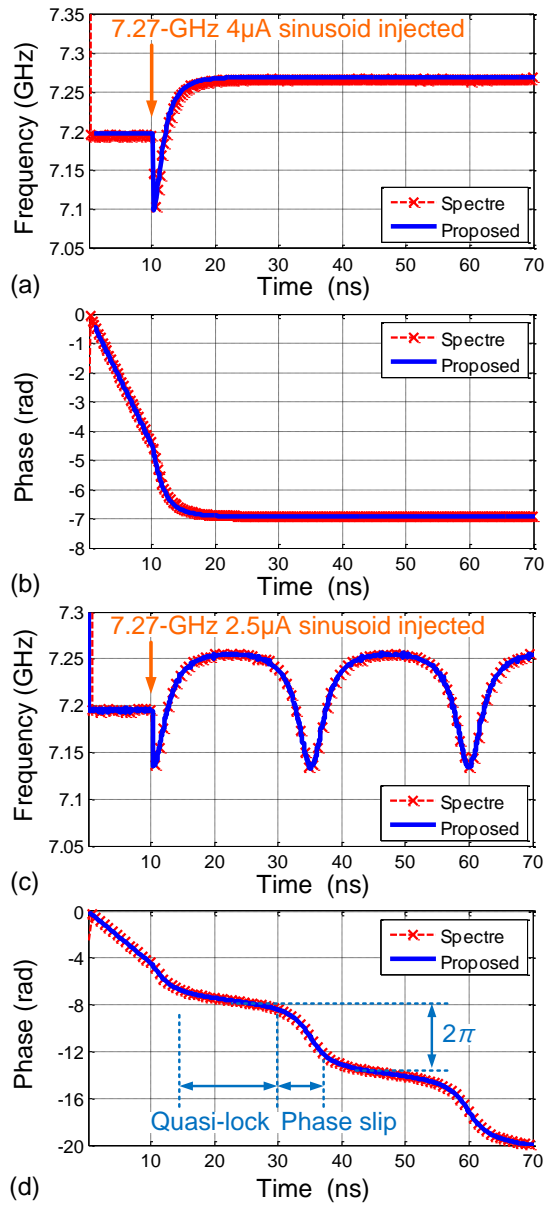 7.35
7.3
7.25
7.2
7.15
7.1
7.05
Frequency (GHz)
7.27-GHz 4μA sinusoid injected
Spectre
Proposed
0 10 20 30 40 50 60 70
Time (ns)
(a)
0
-1
-2
-3
-4
-5
-6
-7
-8
Phase (rad)
Spectre
Proposed
0 10 20 30 40 50 60 70
Time (ns)
(b)
7.3
7.25
7.2
7.15
7.1
7.05
Frequency (GHz)
7.27-GHz 2.5μA sinusoid injected
Spectre
Proposed
0 10 20 30 40 50 60 70
Time (ns)
(c)
0
-4
-8
-12
-16
-20
Phase (rad)
Spectre
Proposed
2π
Quasi-lock Phase slip
0 10 20 30 40 50 60 70
Time (ns)
(d)